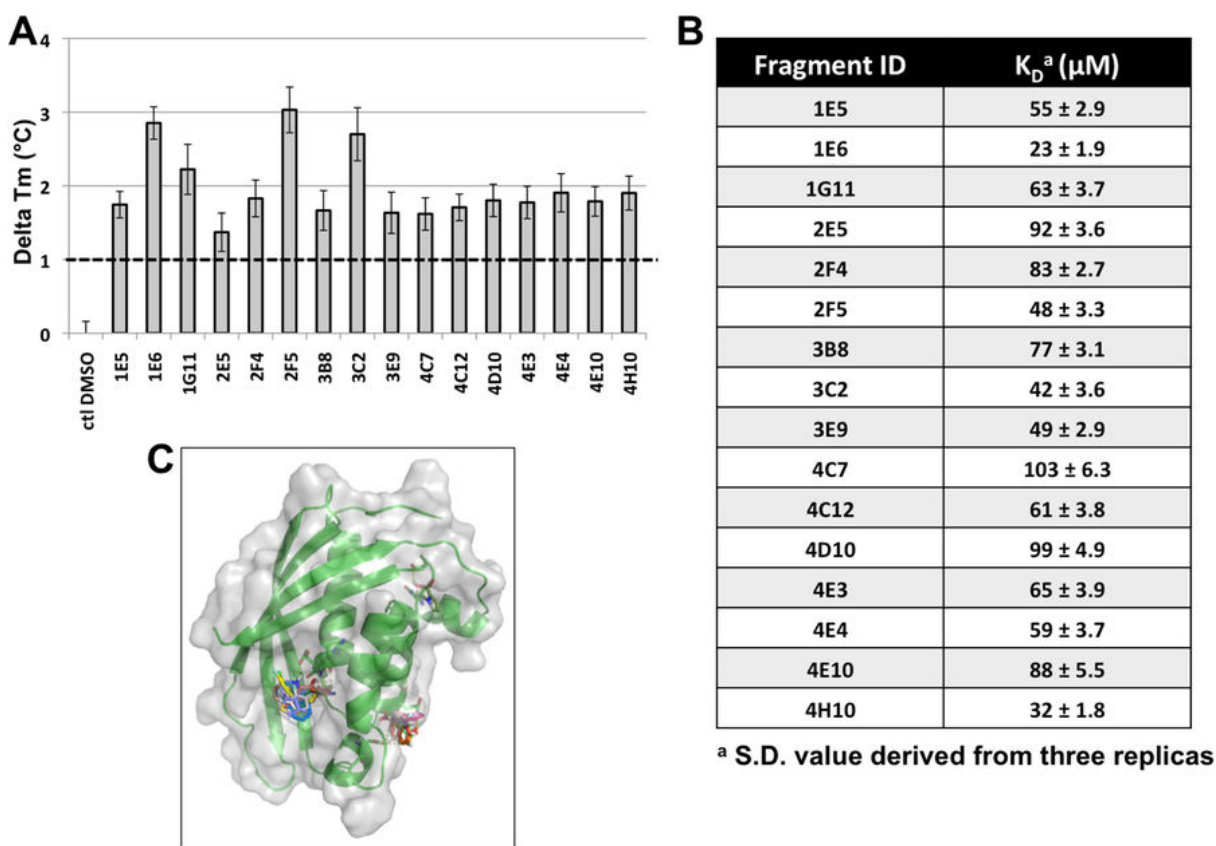 A
Delta Tm (°C)
4
3
2
1
0
ctl DMSO
1E5
1E6
1G11
2E5
2F4
2F5
3B8
3C2
3E9
4C7
4C12
4D10
4E3
4E4
4E10
4H10
B
Fragment ID K_D^a (μM)
1E5 55 ± 2.9
1E6 23 ± 1.9
1G11 63 ± 3.7
2E5 92 ± 3.6
2F4 83 ± 2.7
2F5 48 ± 3.3
3B8 77 ± 3.1
3C2 42 ± 3.6
3E9 49 ± 2.9
4C7 103 ± 6.3
4C12 61 ± 3.8
4D10 99 ± 4.9
4E3 65 ± 3.9
4E4 59 ± 3.7
4E10 88 ± 5.5
4H10 32 ± 1.8
a S.D. value derived from three replicas
C